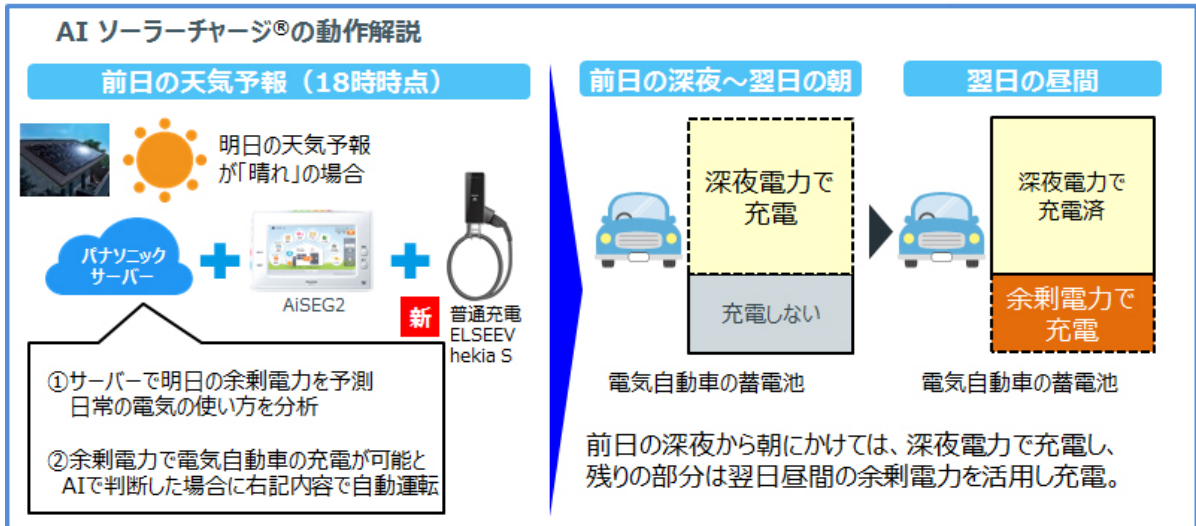 AI ソーラーチャージ®の動作解説
前日の天気予報（18時時点）
明日の天気予報
が「晴れ」の場合
パナソニック
サーバー
AiSEG2
新
普通充電
ELSEEV
hekia S
①サーバーで明日の余剰電力を予測
日常の電気の使い方を分析
②余剰電力で電気自動車の充電が可能と
AIで判断した場合に右記内容で自動運転
前日の深夜～翌日の朝
深夜電力で
充電
充電しない
電気自動車の蓄電池
翌日の昼間
深夜電力で
充電済
余剰電力で
充電
電気自動車の蓄電池
前日の深夜から朝にかけては、深夜電力で充電し、
残りの部分は翌日昼間の余剰電力を活用し充電。